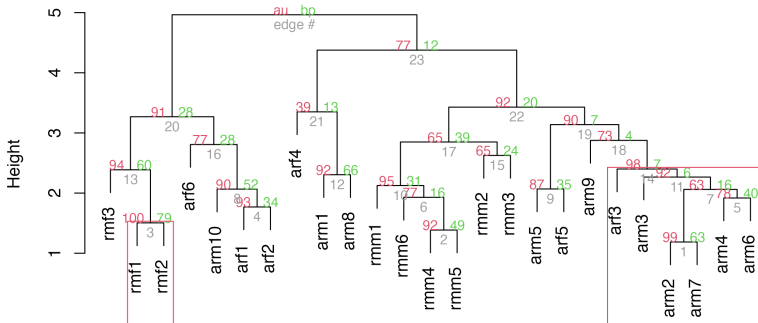 5
au bp
edge #
77 12
23
4
39 13
21
92 20
22
91 28
20
90 7
19
73 4
18
3
77 28
16
65 39
17
65 24
15
98 7
14
94 60
13
92 66
12
92 6
11
2
95 31
10
90 52
8
87 35
9
63 16
7
77 16
6
78 40
5
93 34
4
100 79
3
92 49
2
99 63
1
1
Height
rmf3
rmf1
rmf2
arf6
arm10
arf1
arf2
arf4
arm1
arm8
rmm1
rmm6
rmm4
rmm5
rmm2
rmm3
arm5
arf5
arm9
arf3
arm3
arm2
arm7
arm4
arm6